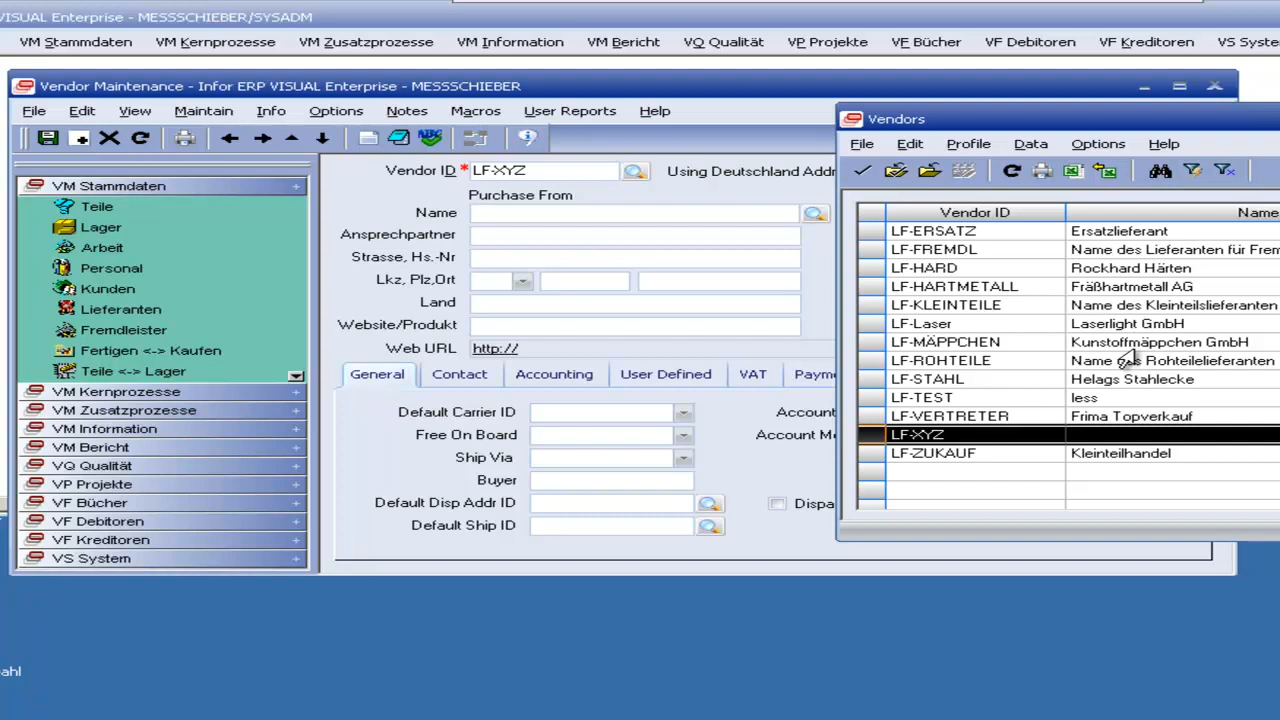 VISUAL Enterprise - MESSSCHIEBER/SYSADM
VM Stammdaten VM Kernprozesse VM Zusatzprozesse VM Information VM Bericht VQ Qualität VP Projekte VF Bücher VF Debitoren VF Kreditoren VS Syste
Vendor Maintenance - Infor ERP VISUAL Enterprise - MESSSCHIEBER
File Edit View Maintain Info Options Notes Macros User Reports Help
VM Stammdaten +
Teile
Lager
Arbeit
Personal
Kunden
Lieferanten
Fremdleister
Fertigen <-> Kaufen
Teile <-> Lager
VM Kernprozesse +
VM Zusatzprozesse +
VM Information +
VM Bericht +
VQ Qualität +
VP Projekte +
VF Bücher +
VF Debitoren +
VF Kreditoren +
VS System +
Vendor ID * LF-XYZ Using Deutschland Addr
Purchase From
Name
Ansprechpartner
Strasse, Hs.-Nr
Lkz, Plz,Ort
Land
Website/Produkt
Web URL http://
General Contact Accounting User Defined VAT Payme
Default Carrier ID Accoun
Free On Board Account M
Ship Via
Buyer
Default Disp Addr ID Dispa
Default Ship ID
Vendors
File Edit Profile Data Options Help
Vendor ID Name
LF-ERSATZ Ersatzlieferant
LF-FREMDL Name des Lieferanten für Frem
LF-HARD Rockhard Härten
LF-HARTMETALL Fräßhartmetall AG
LF-KLEINTEILE Name des Kleinteilslieferanten
LF-Laser Laserlight GmbH
LF-MÄPPCHEN Kunstoffmäppchen GmbH
LF-ROHTEILE Name des Rohteilelieferanten
LF-STAHL Helags Stahlecke
LF-TEST less
LF-VERTRETER Frima Topverkauf
LF-XYZ
LF-ZUKAUF Kleinteilhandel
ahl